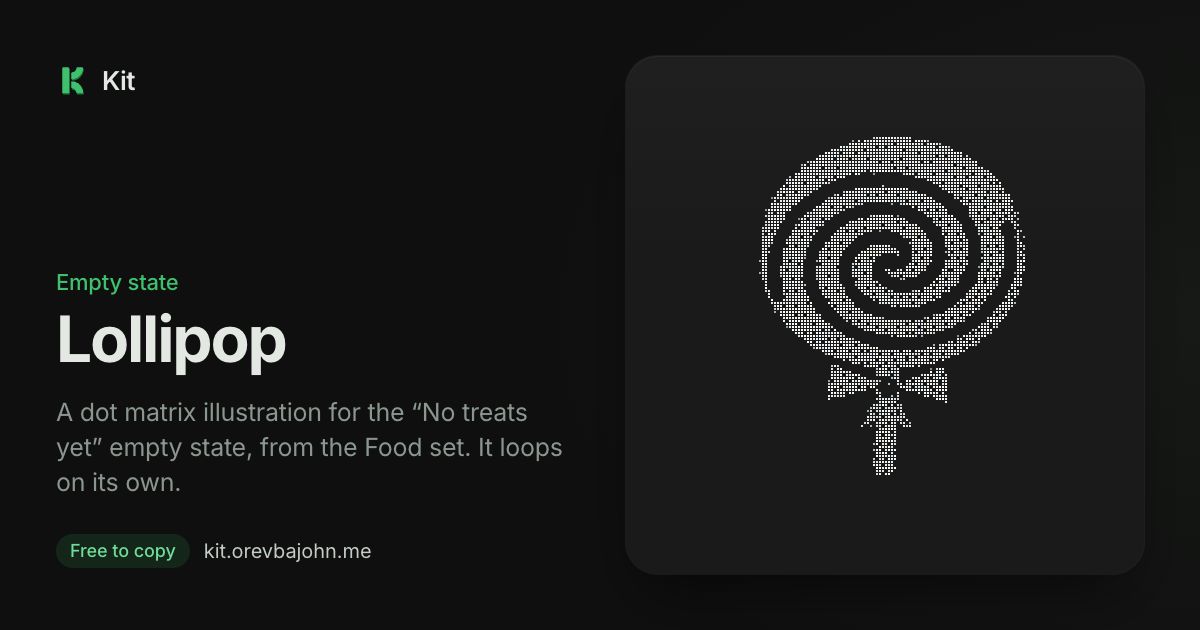 Kit
Empty state
Lollipop
A dot matrix illustration for the “No treats
yet” empty state, from the Food set. It loops
on its own.
Free to copy
kit.orevbajohn.me